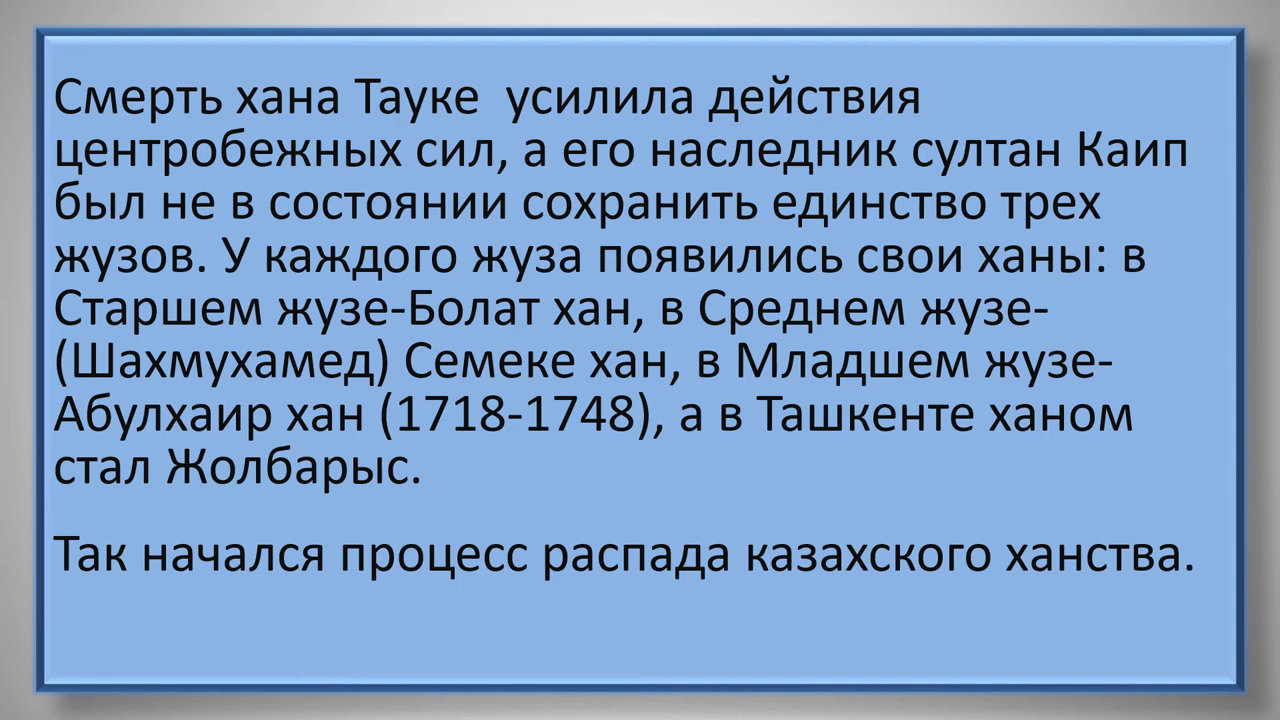 Смерть хана Тауке  усилила действия
центробежных сил, а его наследник султан Каип
был не в состоянии сохранить единство трех
жузов. У каждого жуза появились свои ханы: в
Старшем жузе-Болат хан, в Среднем жузе-
(Шахмухамед) Семеке хан, в Младшем жузе-
Абулхаир хан (1718-1748), а в Ташкенте ханом
стал Жолбарыс.
Так начался процесс распада казахского ханства.